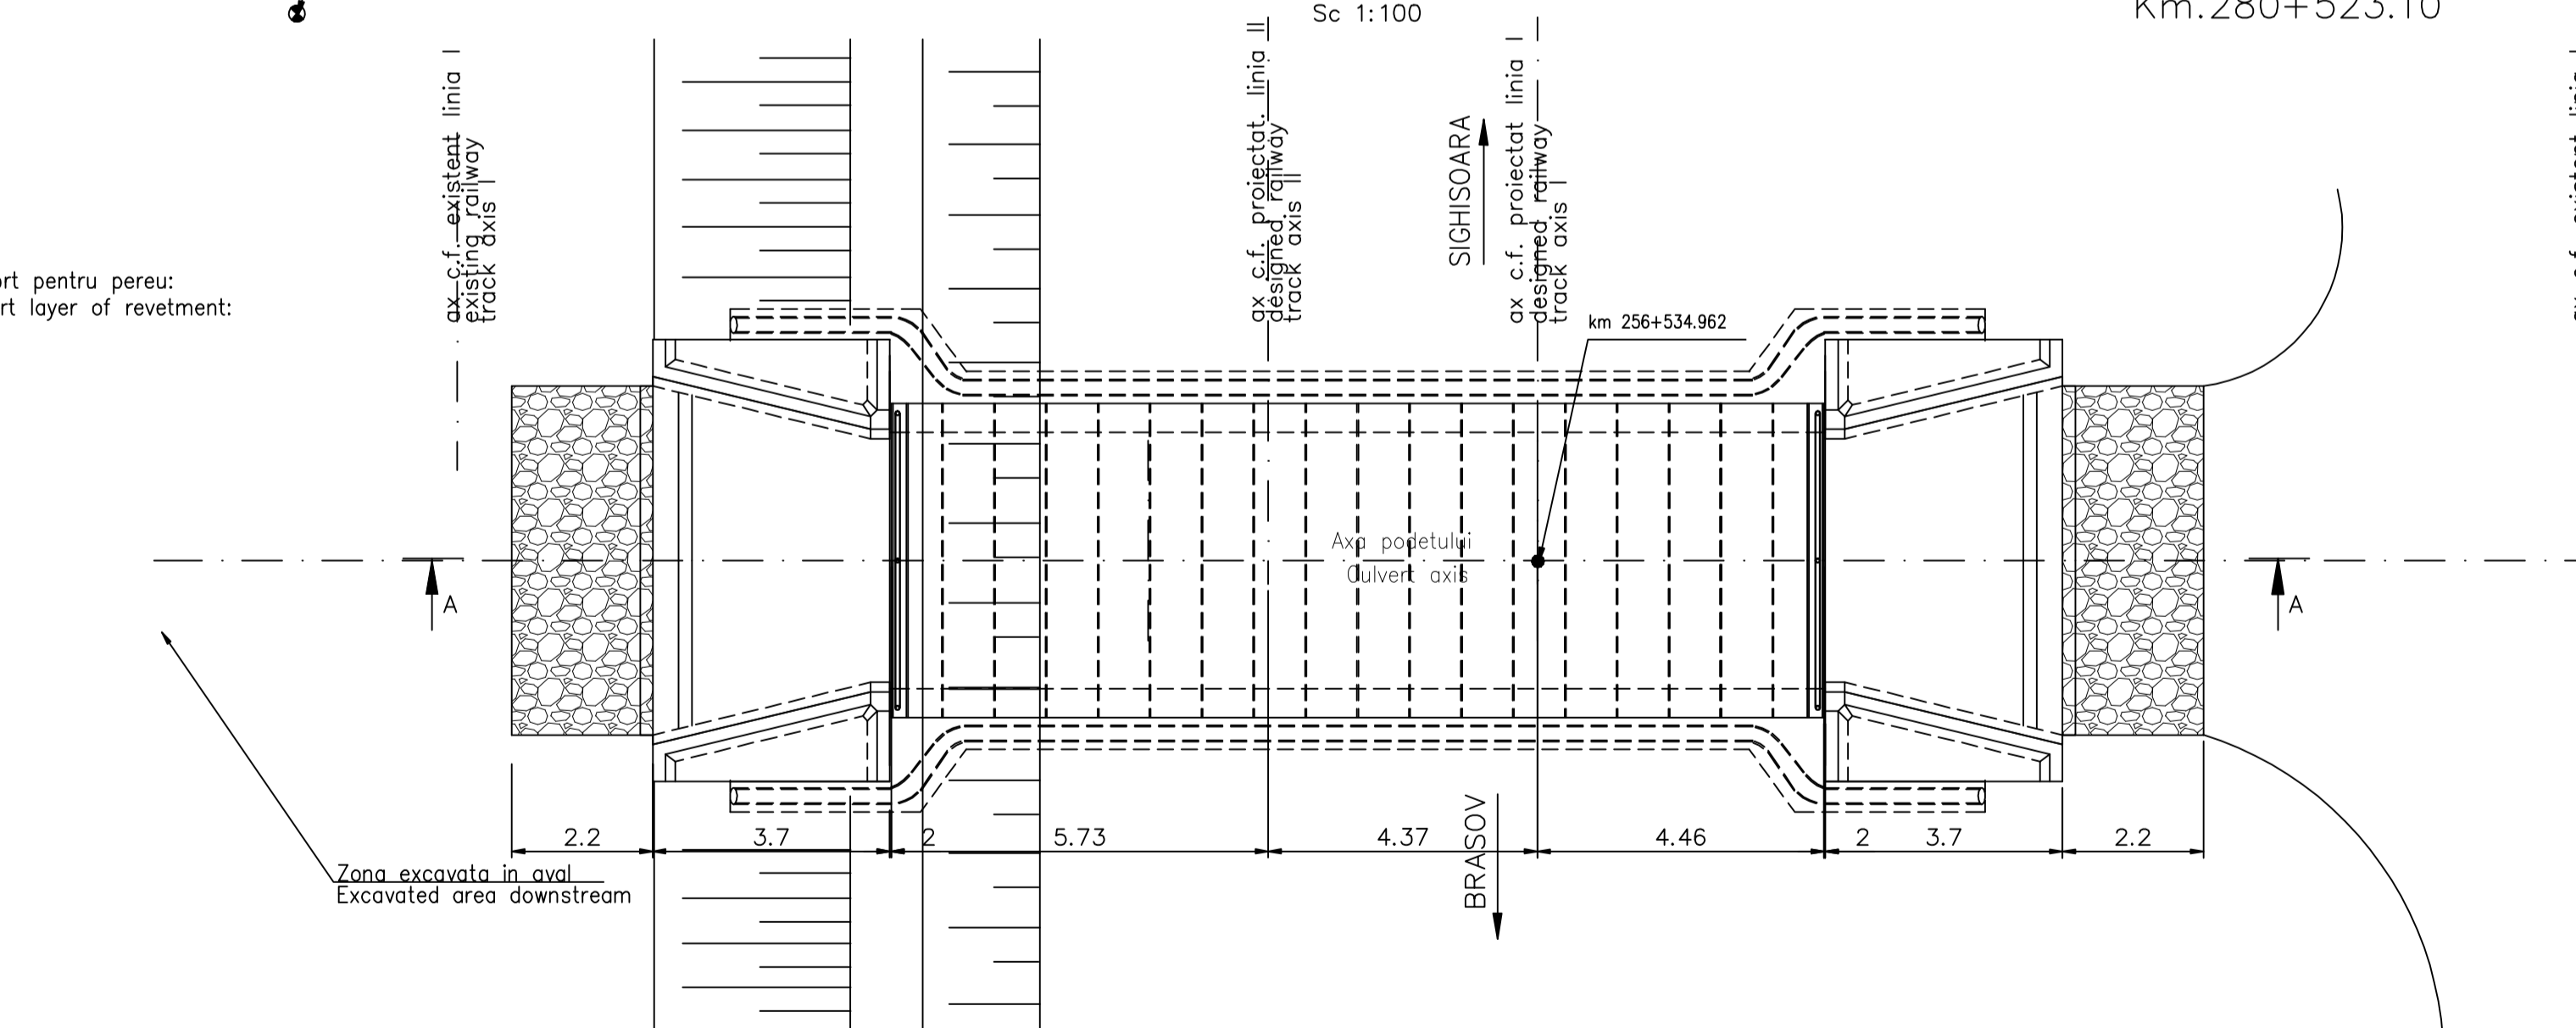 Sc 1:100
Km.280+523.10
ax c.f. existent linia I
existing railway
track axis I
ax c.f. proiectat. linia II
designed railway
track axis II
SIGHISOARA
ax c.f. proiectat linia I
designed railway
track axis I
rt pentru pereu:
rt layer of revetment:
km 256+534.962
Axa podetului
Culvert axis
A
A
2.2
3.7
2
5.73
4.37
4.46
2
3.7
2.2
BRASOV
Zona excavata in aval
Excavated area downstream